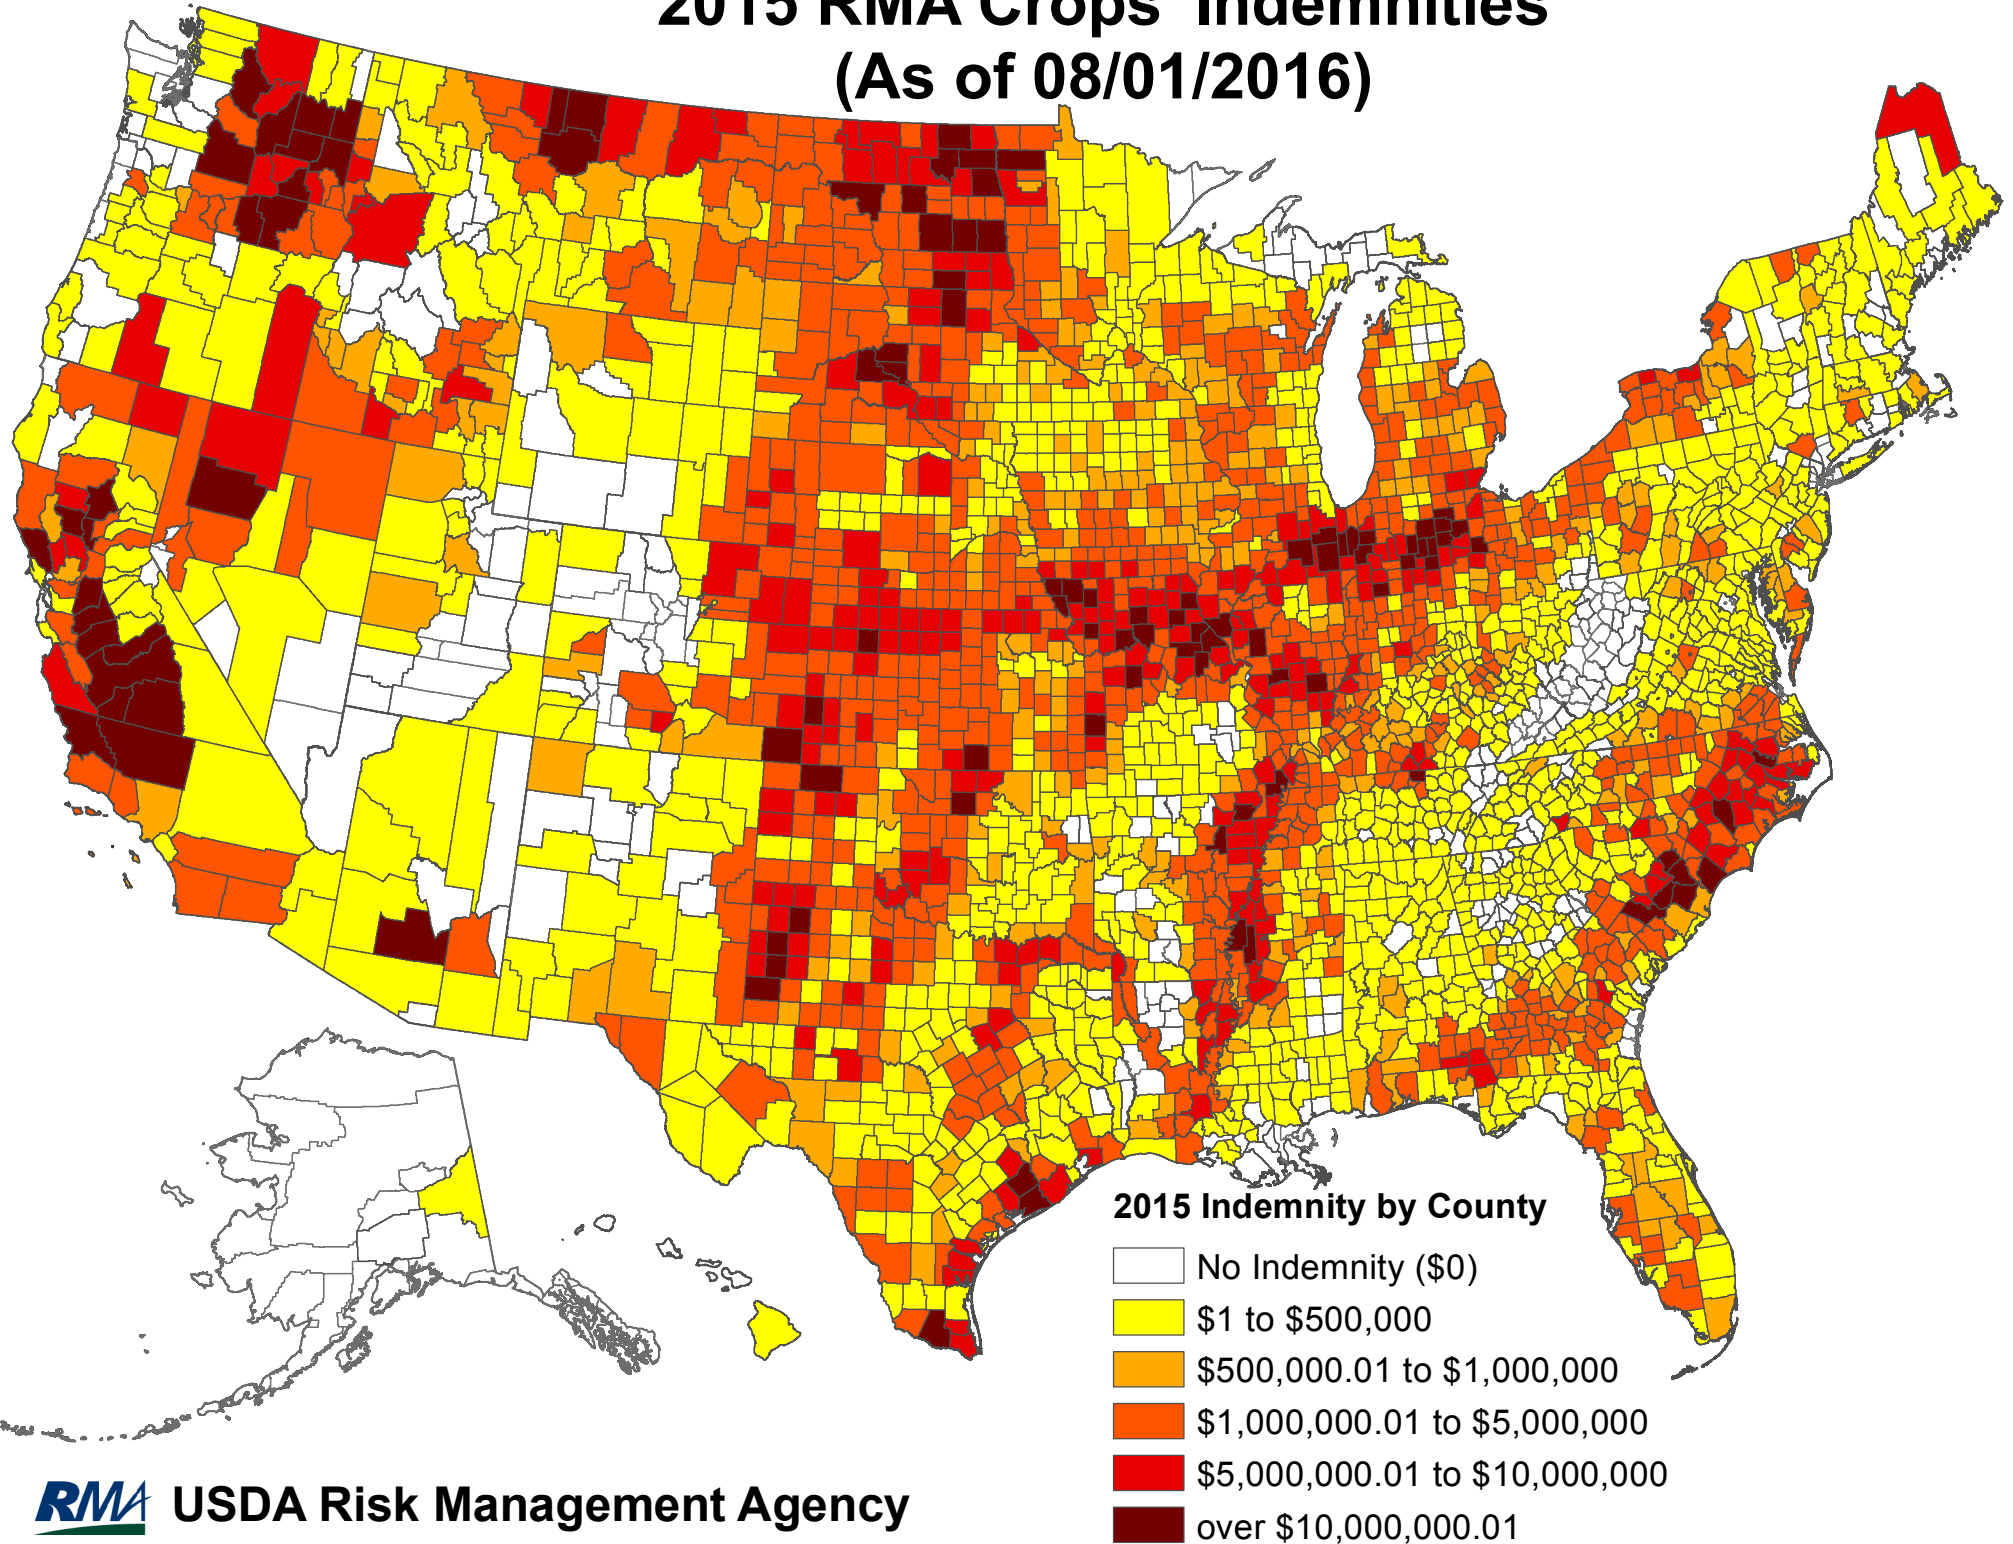 2015 RMA Crops' Indemnities
(As of 08/01/2016)
2015 Indemnity by County
No Indemnity ($0)
$1 to $500,000
$500,000.01 to $1,000,000
$1,000,000.01 to $5,000,000
$5,000,000.01 to $10,000,000
over $10,000,000.01
RMA USDA Risk Management Agency